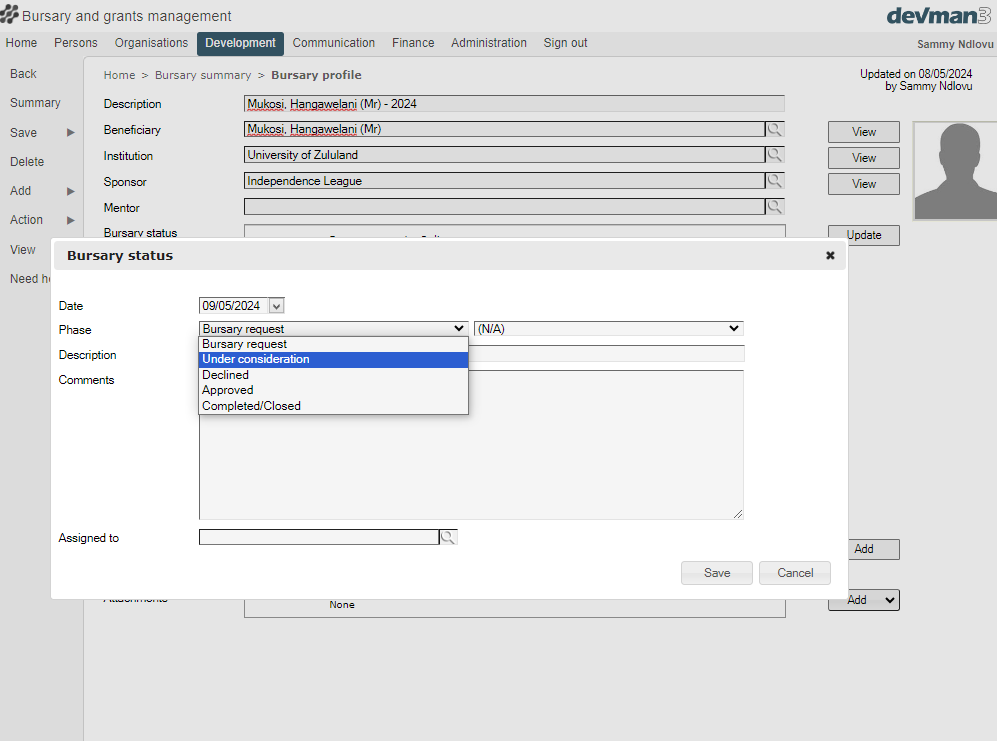 Bursary and grants management
devman3
Home Persons Organisations Development Communication Finance Administration Sign out
Sammy Ndlovu
Back
Summary
Save
Delete
Add
Action
View
Need he
Home > Bursary summary > Bursary profile
Updated on 08/05/2024
by Sammy Ndlovu
Description Mukosi, Hangawelani (Mr) - 2024
Beneficiary Mukosi, Hangawelani (Mr) View
Institution University of Zululand View
Sponsor Independence League View
Mentor
Bursary status Update
Bursary status
Date 09/05/2024
Phase Bursary request (N/A)
Bursary request
Under consideration
Declined
Approved
Completed/Closed
Description
Comments
Assigned to
Save Cancel
Add
Attachments None Add